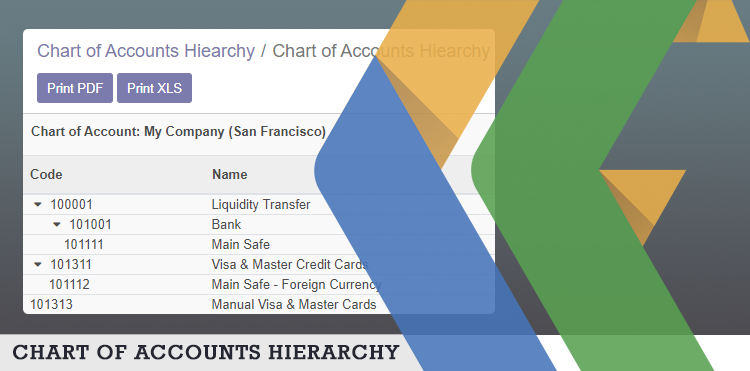 Chart of Accounts Hiearchy / Chart of Accounts Hiearchy
Print PDF Print XLS
Chart of Account: My Company (San Francisco)
Code Name
100001 Liquidity Transfer
101001 Bank
101111 Main Safe
101311 Visa & Master Credit Cards
101112 Main Safe - Foreign Currency
101313 Manual Visa & Master Cards
CHART OF ACCOUNTS HIERARCHY